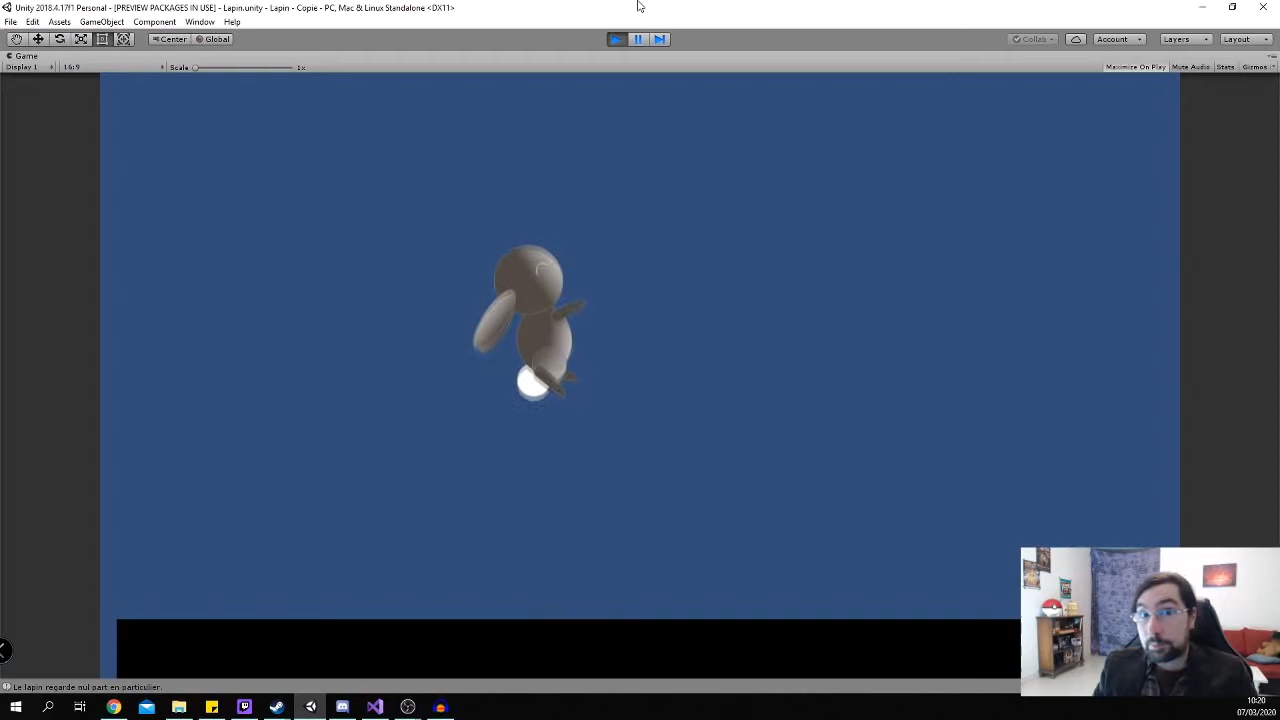 Unity 2018.4.17f1 Personal - [PREVIEW PACKAGES IN USE] - Lapin.unity - Lapin - Copie - PC, Mac & Linux Standalone <DX11>
File Edit Assets GameObject Component Window Help
Center Global Collab Account Layers Layout
Game
Display 1 16:9 Scale 1x Maximize On Play Mute Audio Stats Gizmos
Le lapin regarde nul part en particulier.
10:20
07/03/2020